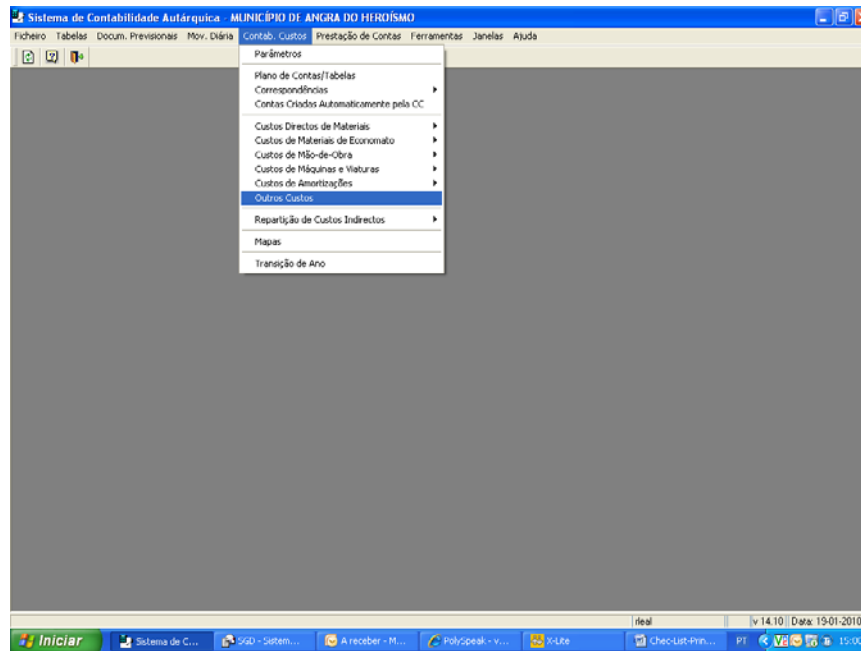 Sistema de Contabilidade Autárquica - MUNICÍPIO DE ANGRA DO HEROÍSMO
Ficheiro Tabelas Docum. Previsionais Mov. Diária Contab. Custos Prestação de Contas Ferramentas Janelas Ajuda
Parâmetros
Plano de Contas/Tabelas
Correspondências
Contas Criadas Automaticamente pela CC
Custos Directos de Materiais
Custos de Materiais de Economato
Custos de Mão-de-Obra
Custos de Máquinas e Viaturas
Custos de Amortizações
Outros Custos
Repartição de Custos Indirectos
Mapas
Transição de Ano
rleal v 14.10 Data: 19-01-2010
Iniciar Sistema de C... SGD - Sistem... A receber - M... PolySpeak - v... X-Lite Chec-List-Prin... PT 15:00